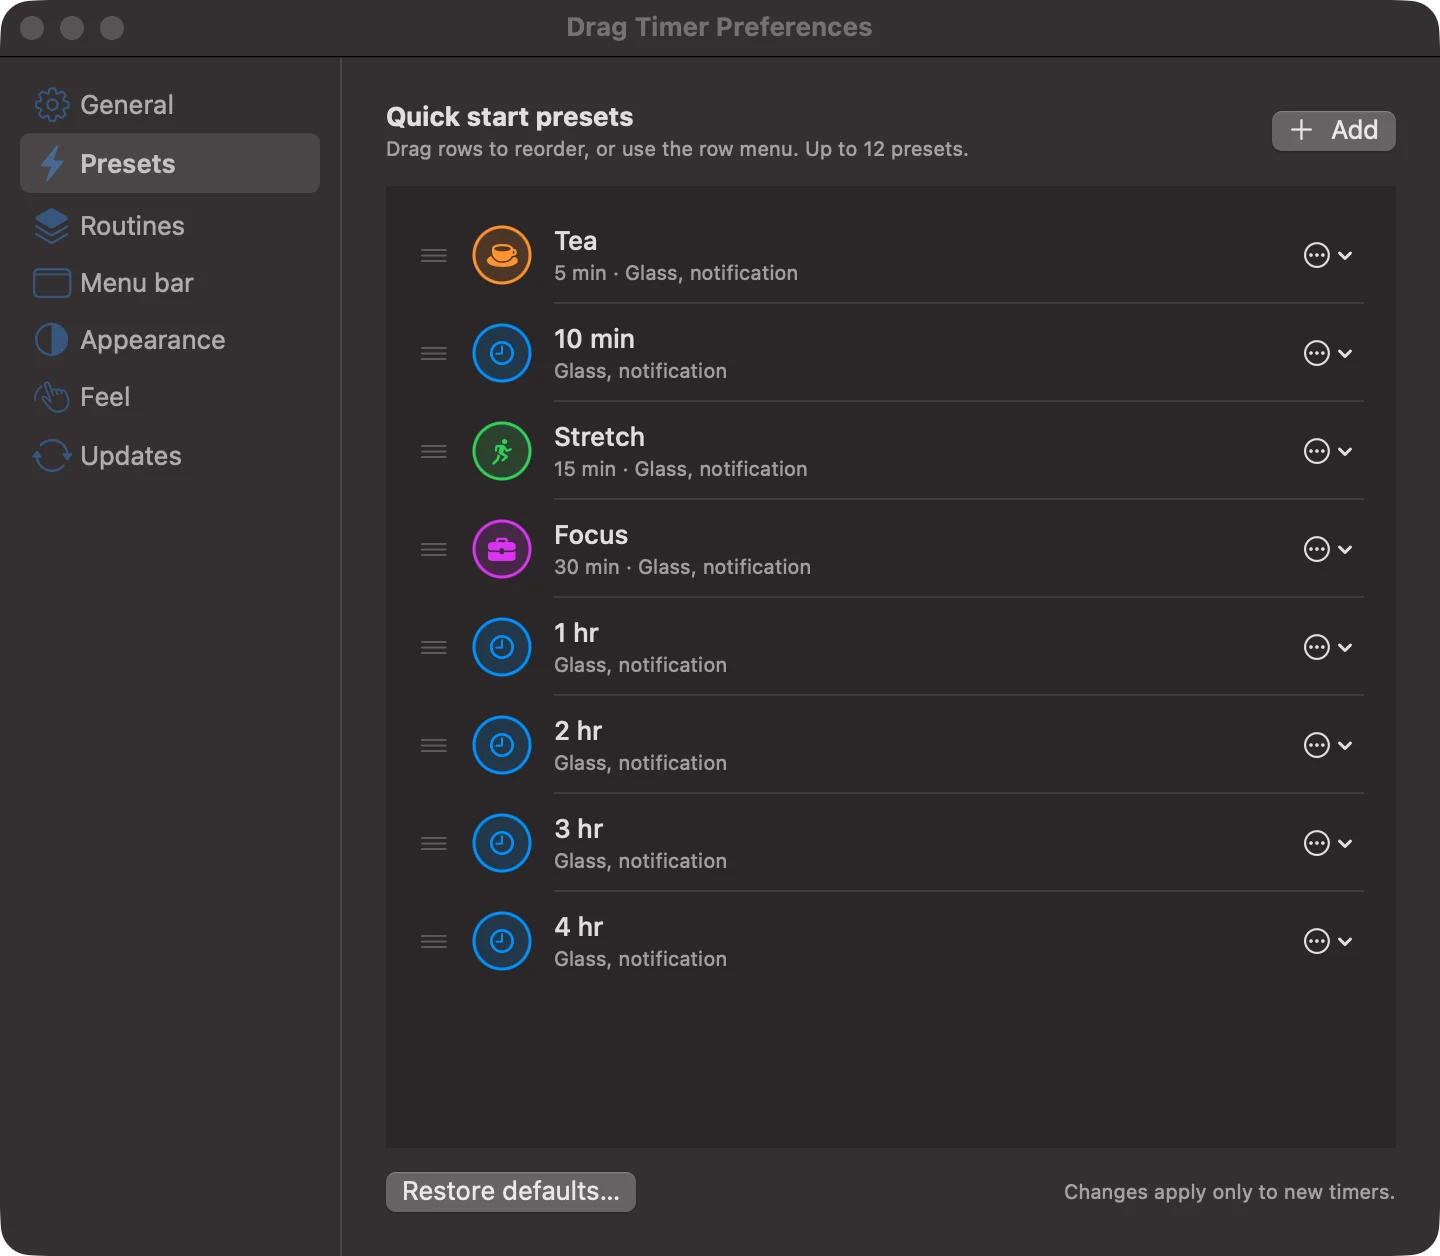 Drag Timer Preferences
General
Presets
Routines
Menu bar
Appearance
Feel
Updates
Quick start presets
Drag rows to reorder, or use the row menu. Up to 12 presets.
Add
Tea
5 min · Glass, notification
10 min
Glass, notification
Stretch
15 min · Glass, notification
Focus
30 min · Glass, notification
1 hr
Glass, notification
2 hr
Glass, notification
3 hr
Glass, notification
4 hr
Glass, notification
Restore defaults...
Changes apply only to new timers.